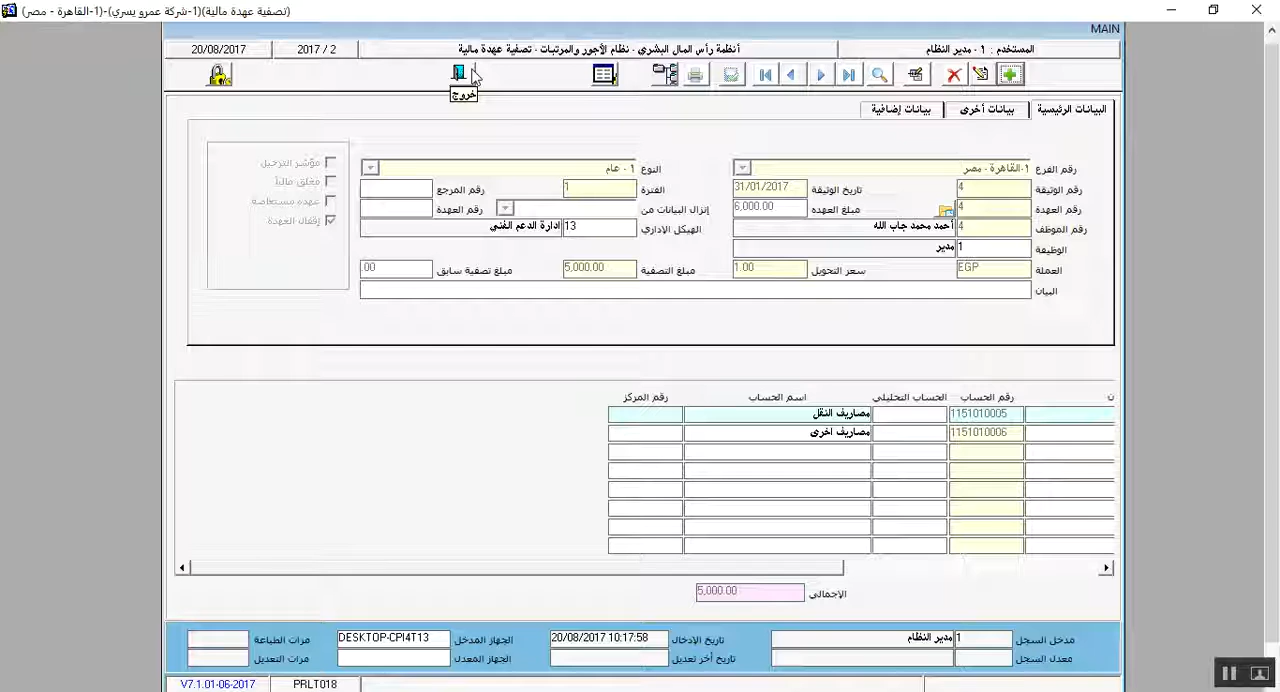 (تصفية عهدة مالية)(1-شركة عمرو يسري)-(1-القاهرة - مصر)
MAIN
المستخدم : 1 - مدير النظام
أنظمة رأس المال البشري - نظام الأجور والمرتبات - تصفية عهدة مالية
2017 / 2
20/08/2017
خروج
البيانات الرئيسية
بيانات أخرى
بيانات إضافية
رقم الفرع 1-القاهرة - مصر النوع 1 - عام مؤشر الترحيل
رقم الوثيقة 4 تاريخ الوثيقة 31/01/2017 الفترة 1 رقم المرجع مغلق مالياً
رقم العهدة 4 مبلغ العهده 6,000.00 إنزال البيانات من رقم العهدة عهده مستعاضه
رقم الموظف 4 أحمد محمد جاب الله الهيكل الإداري 13 إدارة الدعم الفني إقفال العهدة
الوظيفة 1 مدير
العملة EGP سعر التحويل 1.00 مبلغ التصفية 5,000.00 مبلغ تصفية سابق .00
البيان
ن رقم الحساب الحساب التحليلي اسم الحساب رقم المركز
1151010005 مصاريف النقل
1151010006 مصاريف اخرى
الإجمالي 5,000.00
مدخل السجل 1 مدير النظام تاريخ الإدخال 20/08/2017 10:17:58 الجهاز المدخل DESKTOP-CPI4T13 مرات الطباعة
معدل السجل تاريخ أخر تعديل الجهاز المعدل مرات التعديل
V7.1.01-06-2017 PRLT018